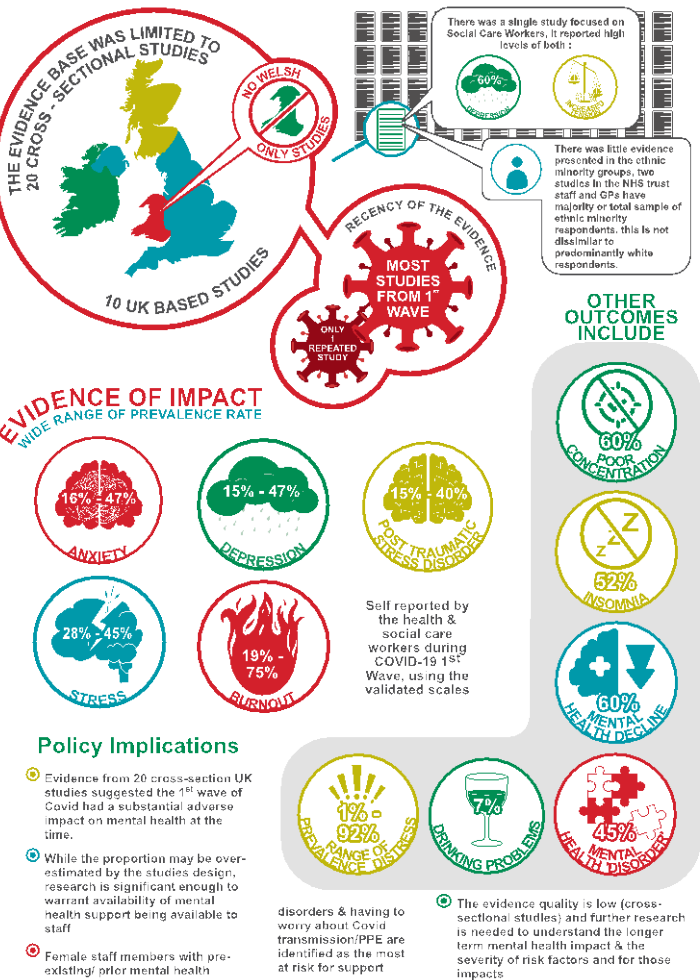 THE EVIDENCE BASE WAS LIMITED TO
20 CROSS - SECTIONAL STUDIES
NO WELSH
ONLY STUDIES
10 UK BASED STUDIES
There was a single study focused on
Social Care Workers, it reported high
levels of both :
60%
DEPRESSION
INCREASED
There was little evidence
presented in the ethnic
minority groups, two
studies in the NHS trust
staff and GPs have
majority or total sample of
ethnic minority
respondents. this is not
dissimilar to
predominantly white
respondents.
RECENCY OF THE EVIDENCE
MOST
STUDIES
FROM 1ST
WAVE
ONLY
1
REPEATED
STUDY
OTHER
OUTCOMES
INCLUDE
60%
POOR
CONCENTRATION
52%
INSOMNIA
60%
MENTAL
HEALTH DECLINE
45%
MENTAL
HEALTH DISORDER
7%
DRINKING PROBLEMS
1% -
92%
RANGE OF
PREVALENCE DISTRESS
EVIDENCE OF IMPACT
WIDE RANGE OF PREVALENCE RATE
16% - 47%
ANXIETY
15% - 47%
DEPRESSION
15% - 40%
POST TRAUMATIC
STRESS DISORDER
28% - 45%
STRESS
19% -
75%
BURNOUT
Self reported by
the health &
social care
workers during
COVID-19 1st
Wave, using the
validated scales
Policy Implications
Evidence from 20 cross-section UK
studies suggested the 1st wave of
Covid had a substantial adverse
impact on mental health at the
time.
While the proportion may be over-
estimated by the studies design,
research is significant enough to
warrant availability of mental
health support being available to
staff
Female staff members with pre-
existing/ prior mental health
disorders & having to
worry about Covid
transmission/PPE are
identified as the most
at risk for support
The evidence quality is low (cross-
sectional studies) and further research
is needed to understand the longer
term mental health impact & the
severity of risk factors and for those
impacts